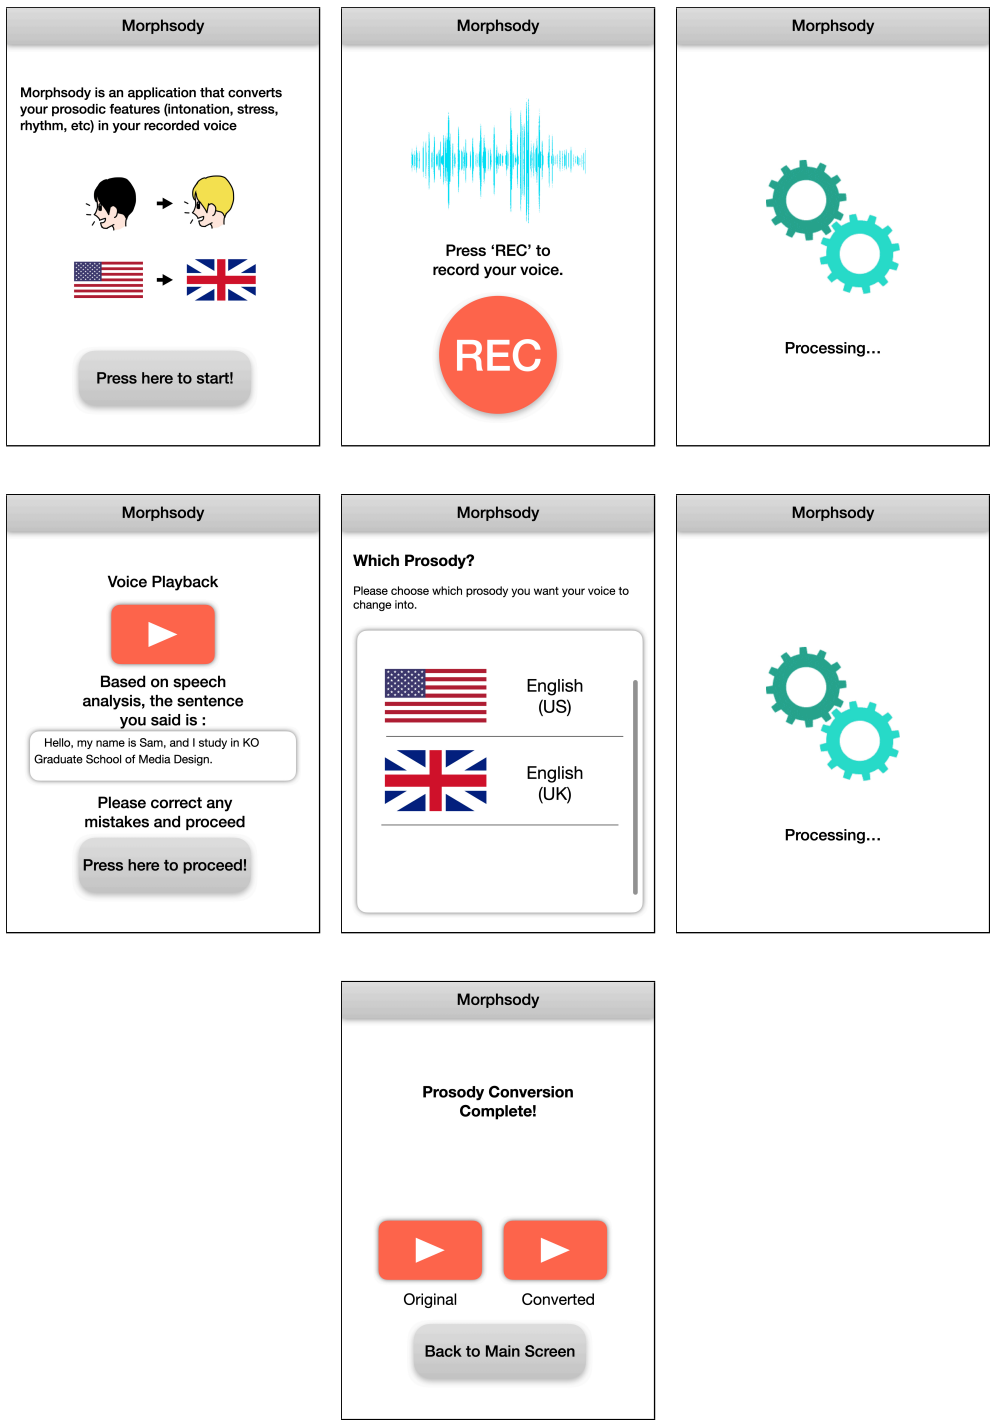 Morphsody
Morphsody is an application that converts
your prosodic features (intonation, stress,
rhythm, etc) in your recorded voice
Press here to start!
Morphsody
Press ‘REC’ to
record your voice.
REC
Morphsody
Processing...
Morphsody
Voice Playback
Based on speech
analysis, the sentence
you said is :
Hello, my name is Sam, and I study in KO
Graduate School of Media Design.
Please correct any
mistakes and proceed
Press here to proceed!
Morphsody
Which Prosody?
Please choose which prosody you want your voice to
change into.
English
(US)
English
(UK)
Morphsody
Processing...
Morphsody
Prosody Conversion
Complete!
Original
Converted
Back to Main Screen